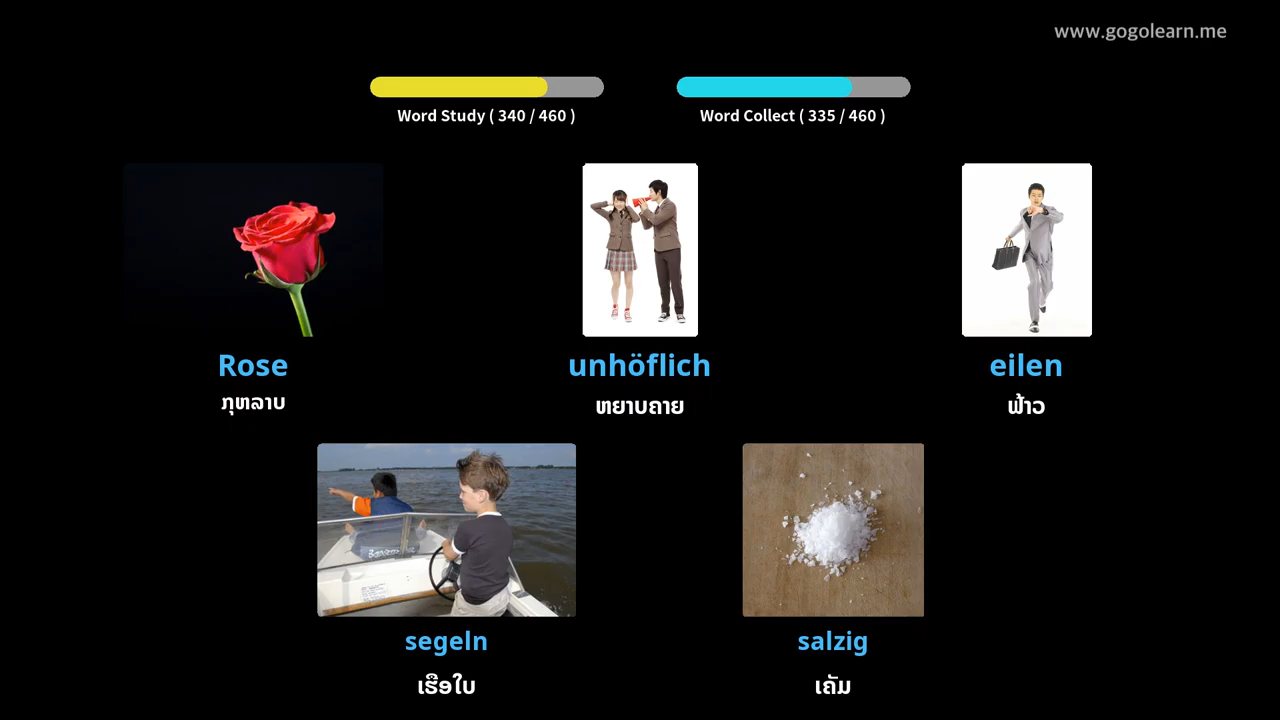 www.gogolearn.me
Word Study ( 340 / 460 )
Word Collect ( 335 / 460 )
Rose
ກຸຫລາບ
unhöflich
ຫຍາບຄາຍ
eilen
ຟ້າວ
segeln
ເຮືອໃບ
salzig
ເຄັມ